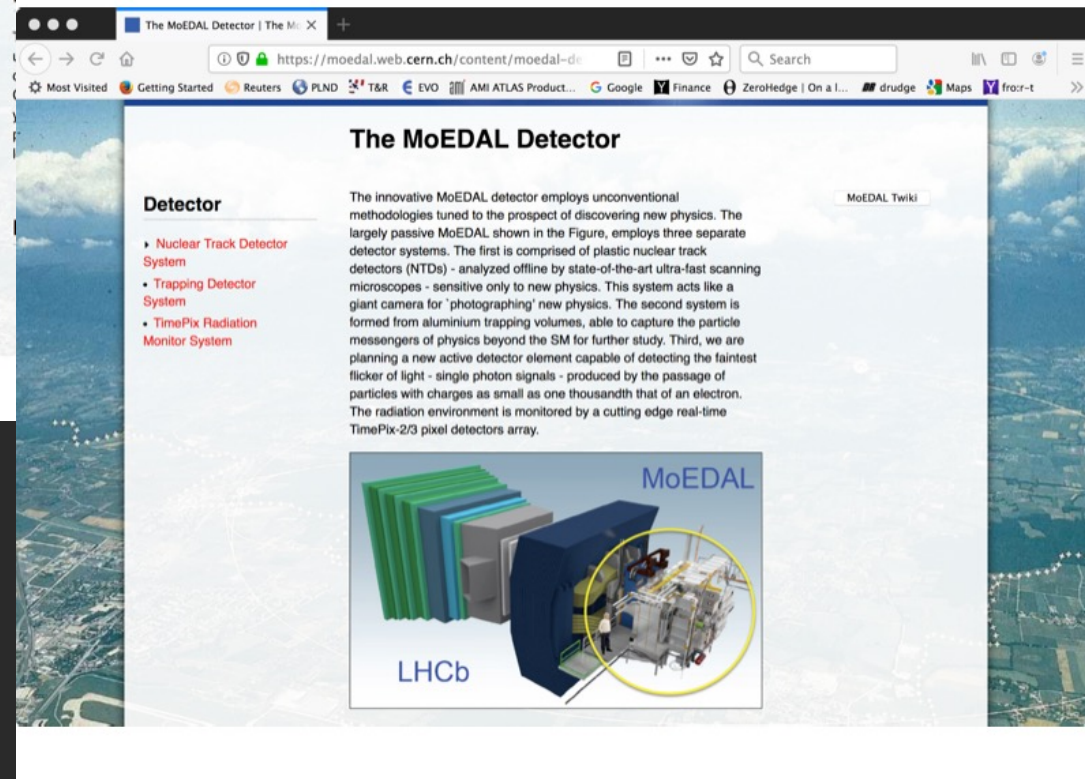 The MoEDAL Detector | The Mo
https://moedal.web.cern.ch/content/moedal-de
Search
Most Visited Getting Started Reuters PLND T&R EVO AMI ATLAS Product... Google Finance ZeroHedge | On a l... drudge Maps fro:r-t
The MoEDAL Detector
Detector
Nuclear Track Detector
System
Trapping Detector
System
TimePix Radiation
Monitor System
The innovative MoEDAL detector employs unconventional
methodologies tuned to the prospect of discovering new physics. The
largely passive MoEDAL shown in the Figure, employs three separate
detector systems. The first is comprised of plastic nuclear track
detectors (NTDs) - analyzed offline by state-of-the-art ultra-fast scanning
microscopes - sensitive only to new physics. This system acts like a
giant camera for `photographing' new physics. The second system is
formed from aluminium trapping volumes, able to capture the particle
messengers of physics beyond the SM for further study. Third, we are
planning a new active detector element capable of detecting the faintest
flicker of light - single photon signals - produced by the passage of
particles with charges as small as one thousandth that of an electron.
The radiation environment is monitored by a cutting edge real-time
TimePix-2/3 pixel detectors array.
MoEDAL Twiki
MoEDAL
LHCb